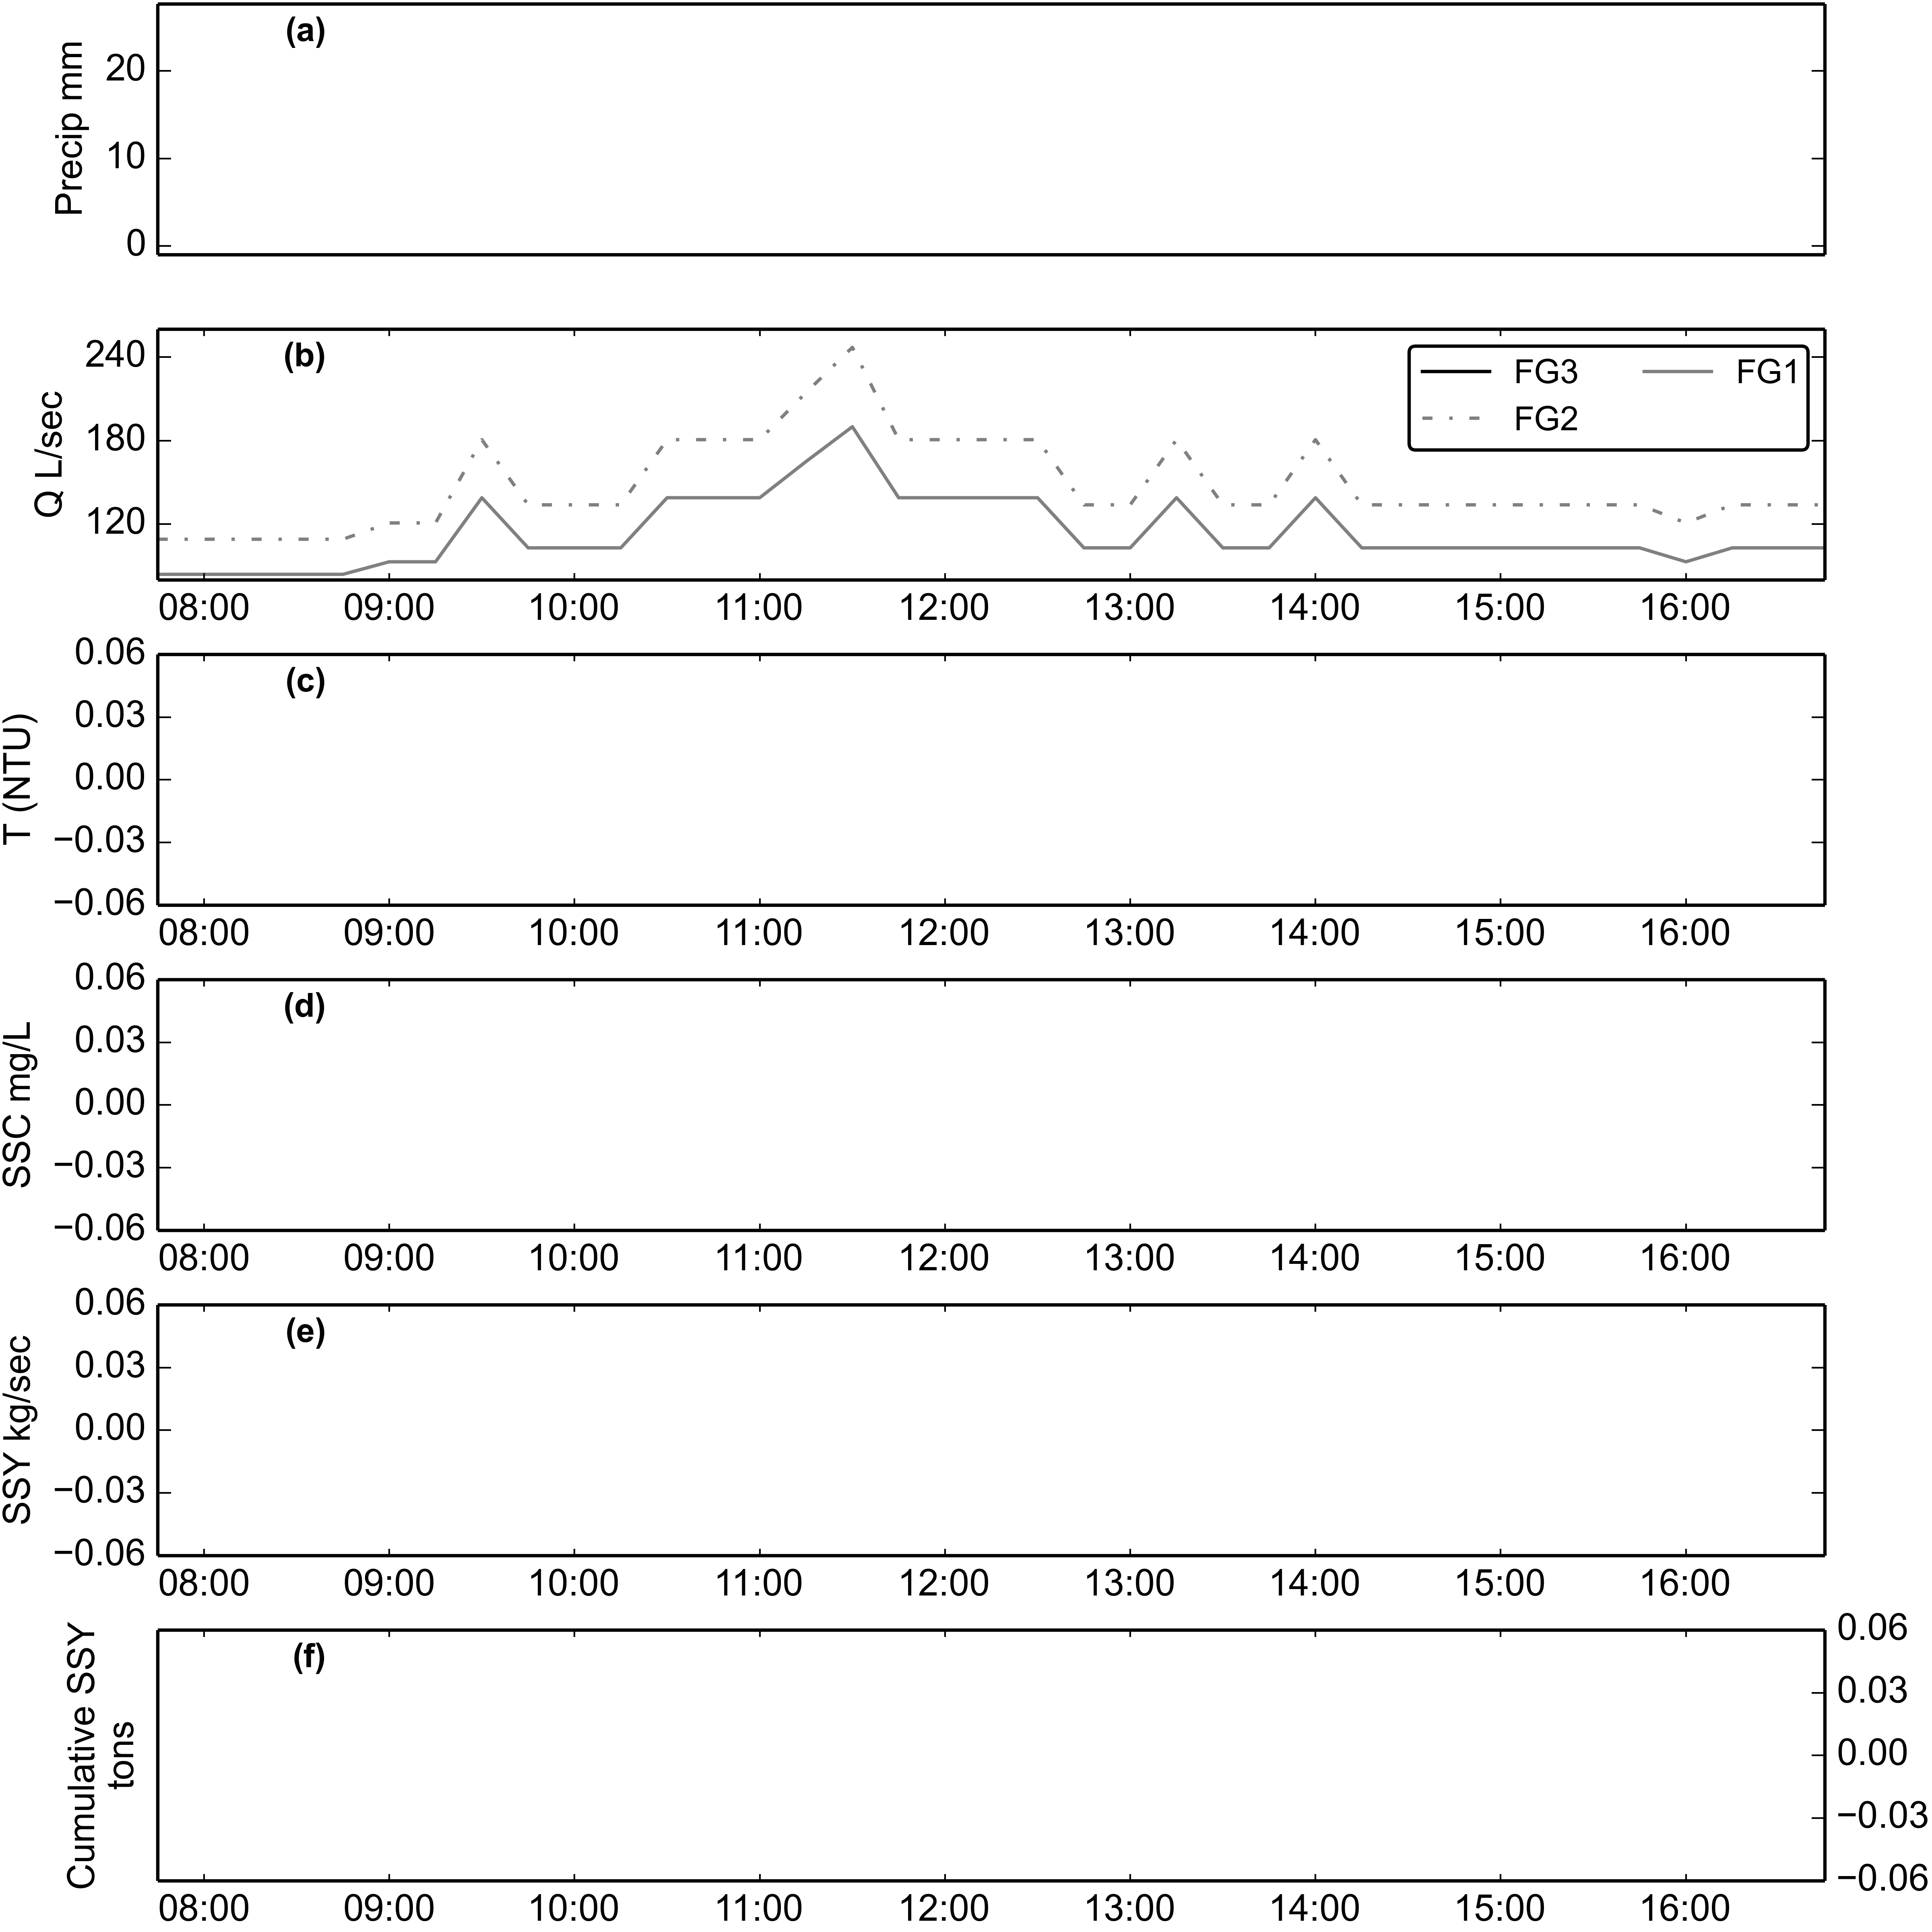 (a)
Precip mm
20
10
0
(b)
Q L/sec
240
180
120
FG3 FG1
FG2
08:00 09:00 10:00 11:00 12:00 13:00 14:00 15:00 16:00
(c)
T (NTU)
0.06
0.03
0.00
−0.03
−0.06
08:00 09:00 10:00 11:00 12:00 13:00 14:00 15:00 16:00
(d)
SSC mg/L
0.06
0.03
0.00
−0.03
−0.06
08:00 09:00 10:00 11:00 12:00 13:00 14:00 15:00 16:00
(e)
SSY kg/sec
0.06
0.03
0.00
−0.03
−0.06
08:00 09:00 10:00 11:00 12:00 13:00 14:00 15:00 16:00
(f)
Cumulative SSY
tons
0.06
0.03
0.00
−0.03
−0.06
08:00 09:00 10:00 11:00 12:00 13:00 14:00 15:00 16:00